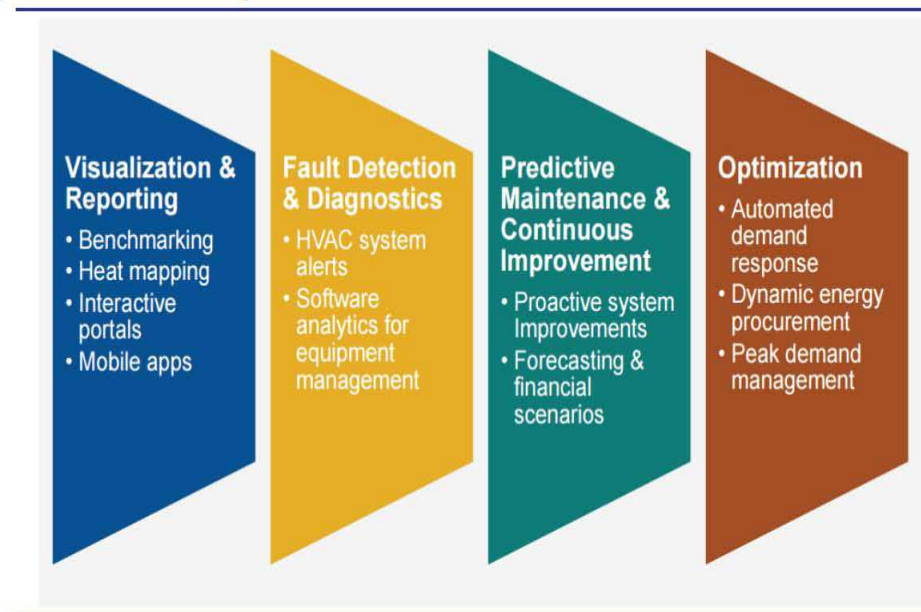 Visualization &
Reporting
• Benchmarking
• Heat mapping
• Interactive
portals
• Mobile apps
Fault Detection
& Diagnostics
• HVAC system
alerts
• Software
analytics for
equipment
management
Predictive
Maintenance &
Continuous
Improvement
• Proactive system
Improvements
• Forecasting &
financial
scenarios
Optimization
• Automated
demand
response
• Dynamic energy
procurement
• Peak demand
management